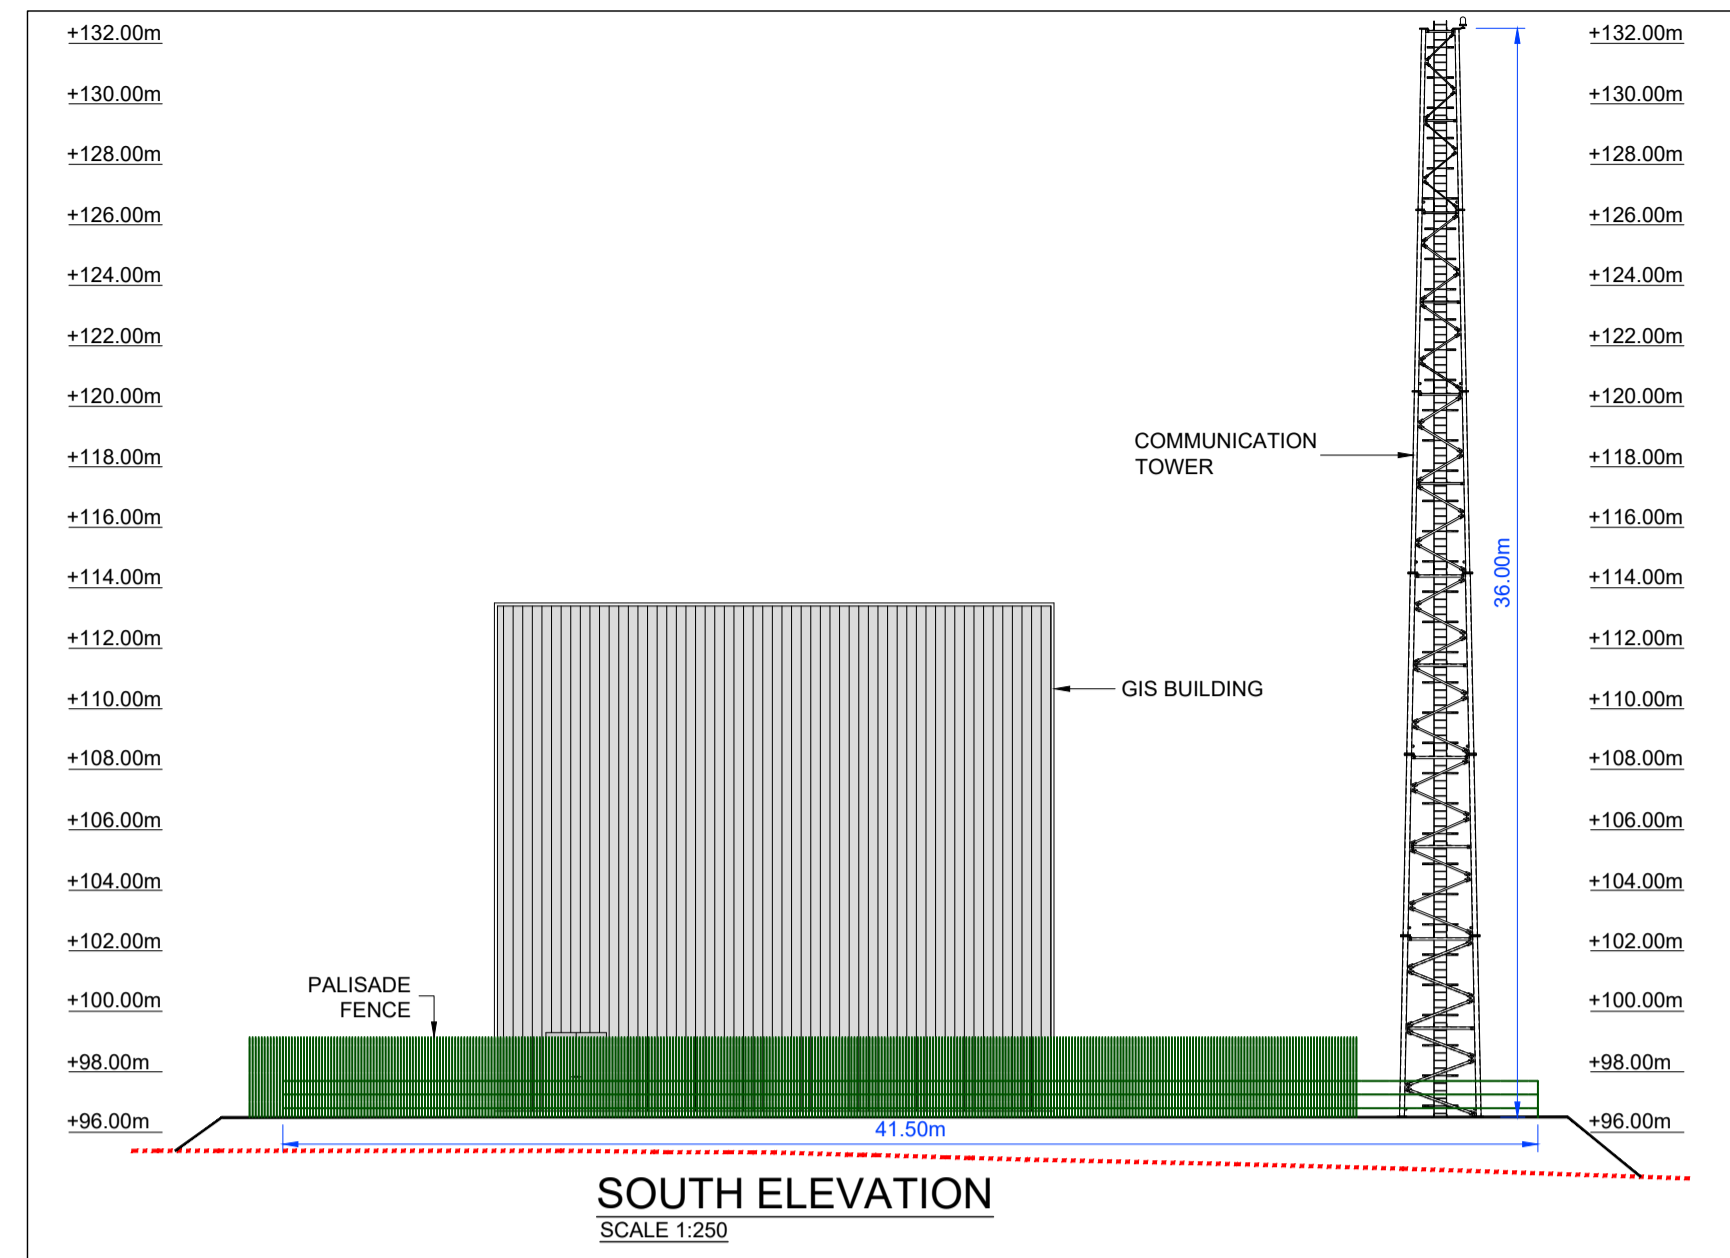 +132.00m +132.00m
+130.00m +130.00m
+128.00m +128.00m
+126.00m +126.00m
+124.00m +124.00m
+122.00m +122.00m
+120.00m +120.00m
COMMUNICATION
TOWER
+118.00m +118.00m
+116.00m +116.00m
36.00m
+114.00m +114.00m
+112.00m +112.00m
GIS BUILDING
+110.00m +110.00m
+108.00m +108.00m
+106.00m +106.00m
+104.00m +104.00m
+102.00m +102.00m
PALISADE
FENCE
+100.00m +100.00m
+98.00m +98.00m
+96.00m +96.00m
41.50m
SOUTH ELEVATION
SCALE 1:250